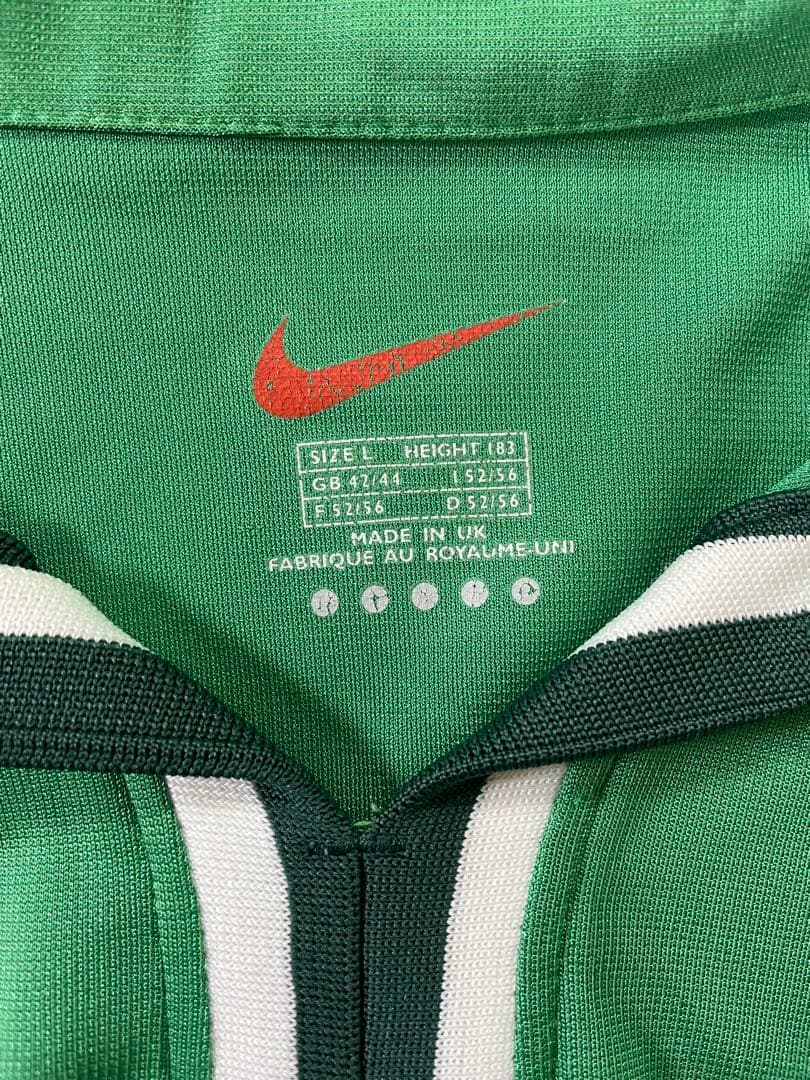 SIZE L HEIGHT 183
GB 42/44 I 52/56
F 52/56 D 52/56
MADE IN UK
FABRIQUE AU ROYAUME-UNI